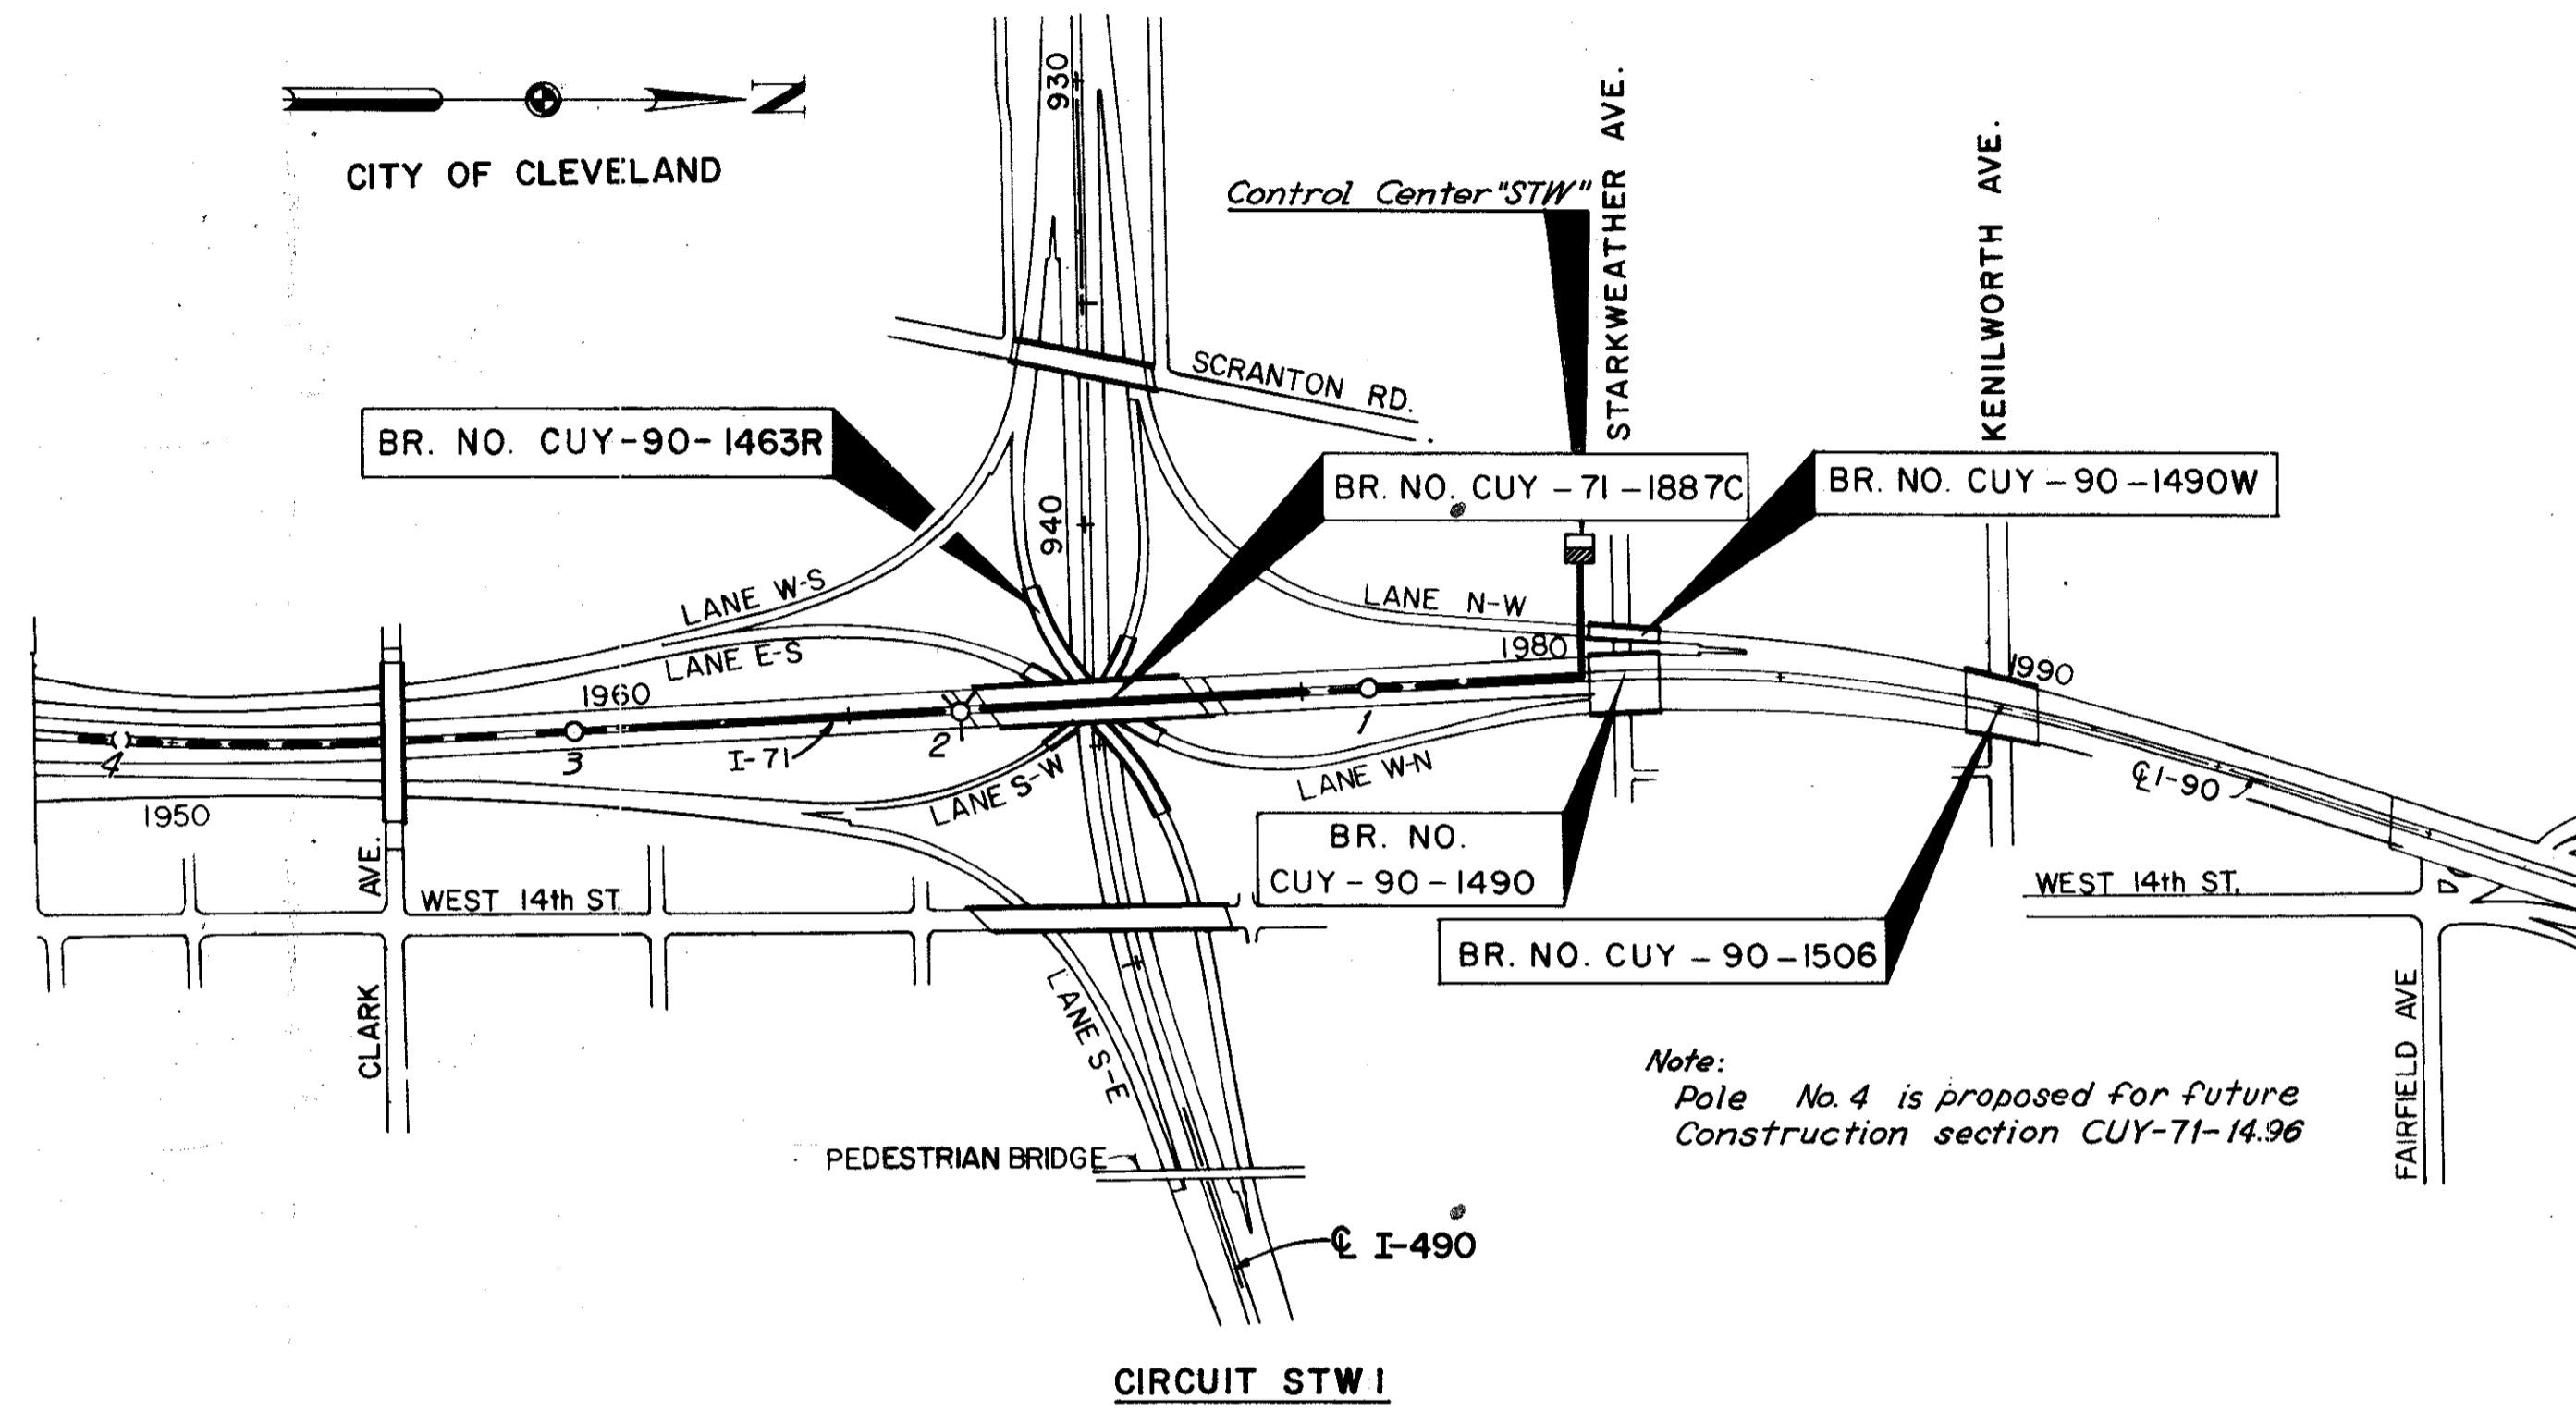 N
CITY OF CLEVELAND
930
Control Center "STW"
STARKWEATHER AVE.
KENILWORTH AVE.
SCRANTON RD.
BR. NO. CUY-90-1463R
BR. NO. CUY-71-1887C
BR. NO. CUY-90-1490W
940
LANE W-S
LANE N-W
LANE E-S
1980
1990
1960
4
3
I-71
2
1
LANE S-W
LANE W-N
℄ I-90
1950
BR. NO.
CUY-90-1490
CLARK AVE.
WEST 14th ST.
WEST 14th ST.
BR. NO. CUY-90-1506
LANE S-E
FAIRFIELD AVE
Note:
Pole No. 4 is proposed for future
Construction section CUY-71-14.96
PEDESTRIAN BRIDGE
℄ I-490
CIRCUIT STW 1